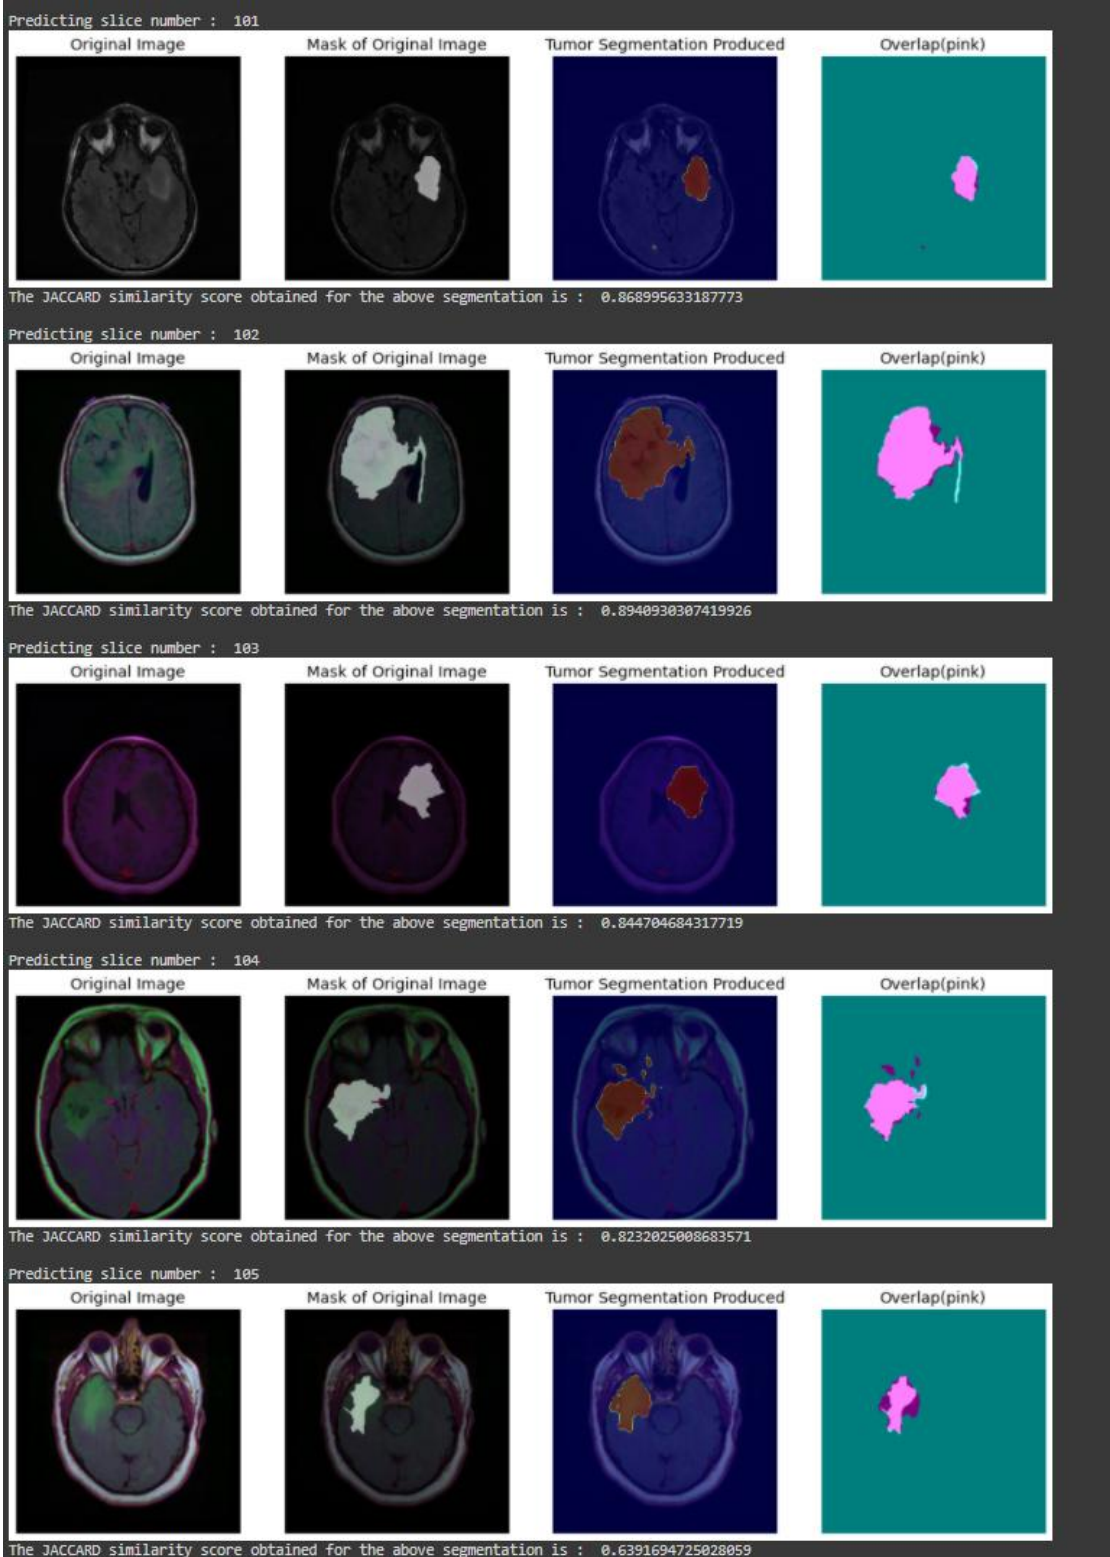 Predicting slice number :  101
Original Image Mask of Original Image Tumor Segmentation Produced Overlap(pink)
The JACCARD similarity score obtained for the above segmentation is :  0.868995633187773
Predicting slice number :  102
Original Image Mask of Original Image Tumor Segmentation Produced Overlap(pink)
The JACCARD similarity score obtained for the above segmentation is :  0.8940930307419926
Predicting slice number :  103
Original Image Mask of Original Image Tumor Segmentation Produced Overlap(pink)
The JACCARD similarity score obtained for the above segmentation is :  0.844704684317719
Predicting slice number :  104
Original Image Mask of Original Image Tumor Segmentation Produced Overlap(pink)
The JACCARD similarity score obtained for the above segmentation is :  0.8232025008683571
Predicting slice number :  105
Original Image Mask of Original Image Tumor Segmentation Produced Overlap(pink)
The JACCARD similarity score obtained for the above segmentation is :  0.6391694725028059